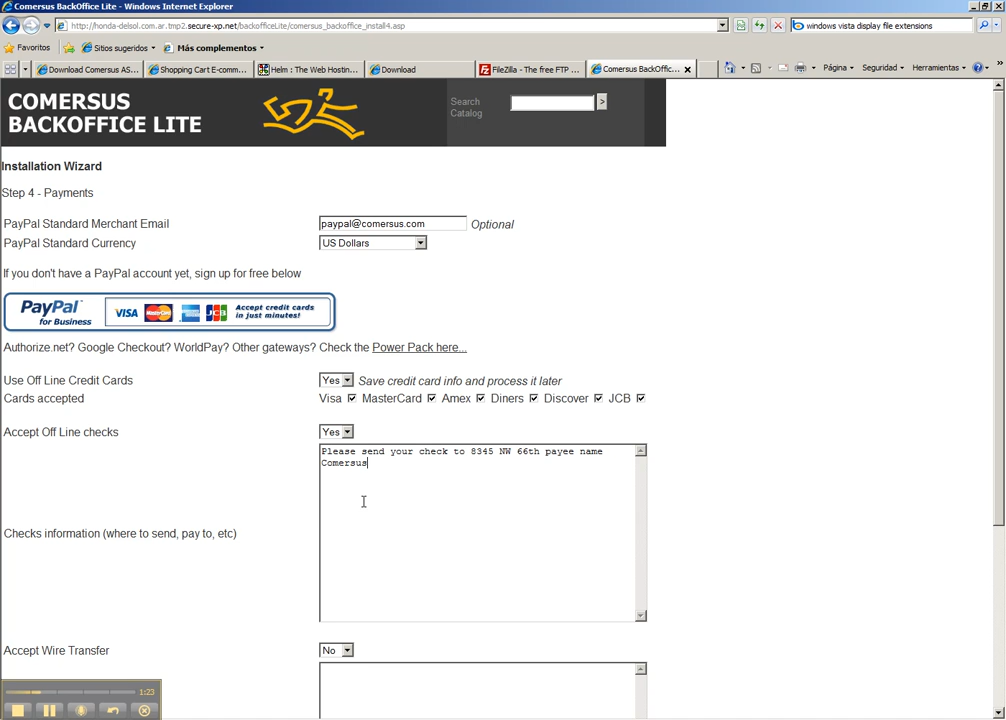 Comersus BackOffice Lite - Windows Internet Explorer
http://honda-delsol.com.ar.tmp2.secure-xp.net/backofficeLite/comersus_backoffice_install4.asp
windows vista display file extensions
Favoritos
Sitios sugeridos
Más complementos
Download Comersus AS...
Shopping Cart E-comm...
Helm : The Web Hostin...
Download
FileZilla - The free FTP ...
Comersus BackOffic...
Página
Seguridad
Herramientas
COMERSUS
BACKOFFICE LITE
Search
Catalog
>
Installation Wizard
Step 4 - Payments
PayPal Standard Merchant Email
paypal@comersus.com
Optional
PayPal Standard Currency
US Dollars
If you don't have a PayPal account yet, sign up for free below
PayPal
for Business
VISA
MasterCard
JCB
Accept credit cards
in just minutes!
Authorize.net? Google Checkout? WorldPay? Other gateways? Check the Power Pack here...
Use Off Line Credit Cards
Yes
Save credit card info and process it later
Cards accepted
Visa MasterCard Amex Diners Discover JCB
Accept Off Line checks
Yes
Please send your check to 8345 NW 66th payee name
Comersus
Checks information (where to send, pay to, etc)
Accept Wire Transfer
No
1:23